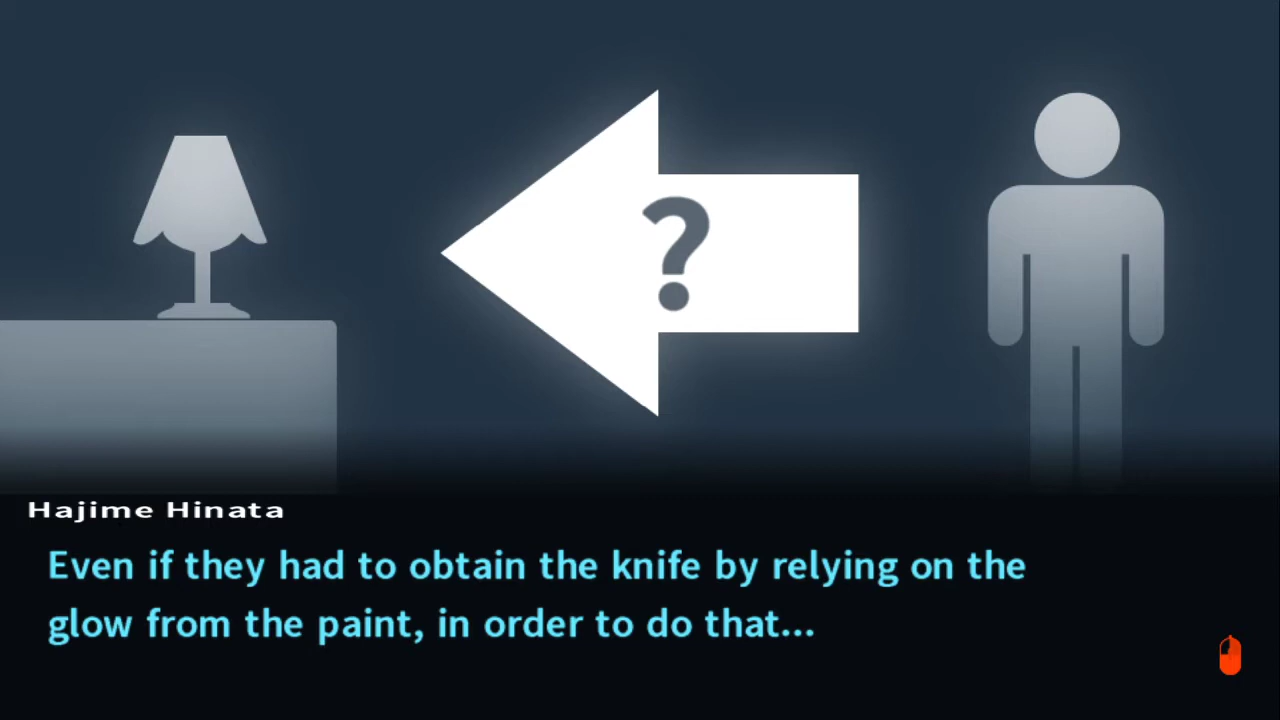 ?
Hajime Hinata
Even if they had to obtain the knife by relying on the
glow from the paint, in order to do that...